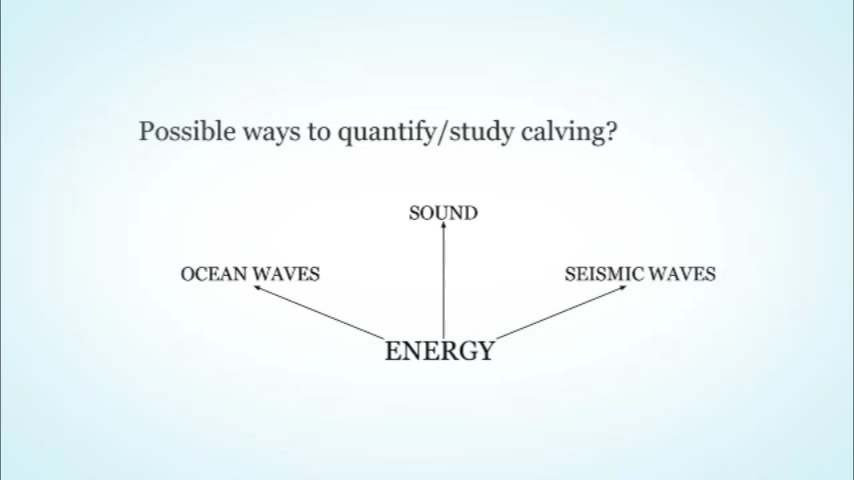 Possible ways to quantify/study calving?
SOUND
OCEAN WAVES
SEISMIC WAVES
ENERGY